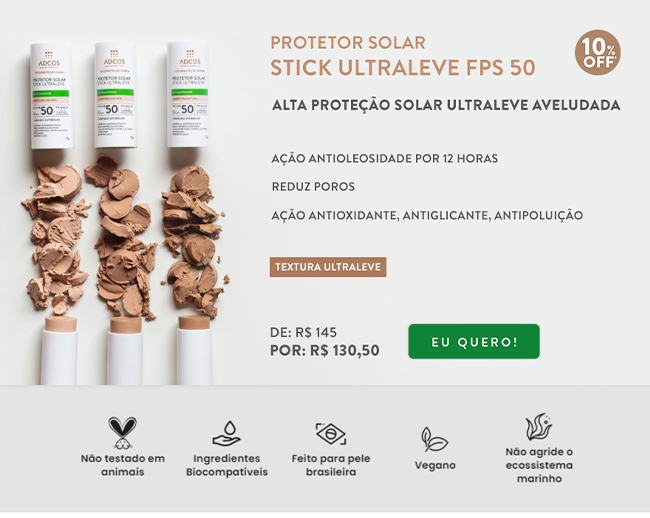 PROTETOR SOLAR
STICK ULTRALEVE FPS 50
10%
OFF*
ALTA PROTEÇÃO SOLAR ULTRALEVE AVELUDADA
AÇÃO ANTIOLEOSIDADE POR 12 HORAS
REDUZ POROS
AÇÃO ANTIOXIDANTE, ANTIGLICANTE, ANTIPOLUIÇÃO
TEXTURA ULTRALEVE
DE: R$ 145
POR: R$ 130,50
EU QUERO!
ADCOS
PROTETOR SOLAR
STICK ULTRALEVE
50
ADCOS
PROTETOR SOLAR
STICK ULTRALEVE
50
ADCOS
PROTETOR SOLAR
STICK ULTRALEVE
50
Não testado em
animais
Ingredientes
Biocompatíveis
Feito para pele
brasileira
Vegano
Não agride o
ecossistema
marinho